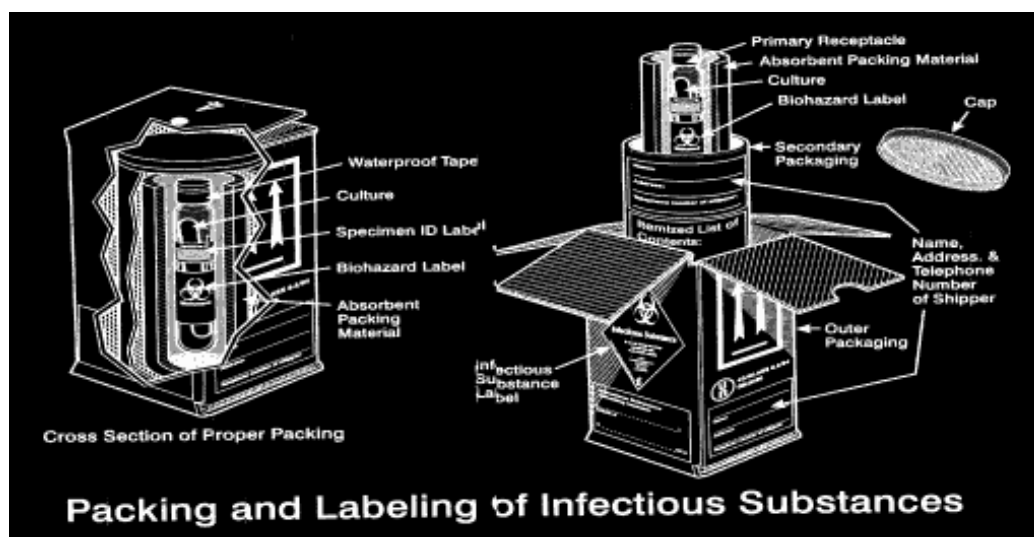 Waterproof Tape
Culture
Specimen ID Label
Biohazard Label
Absorbent
Packing
Material
Cross Section of Proper Packing
Primary Receptacle
Absorbent Packing Material
Culture
Biohazard Label
Cap
Secondary
Packaging
Itemized List of
Contents:
Name,
Address. &
Telephone
Number
of Shipper
Outer
Packaging
Infectious Substance
Infectious
Substance
Label
Packing and Labeling of Infectious Substances